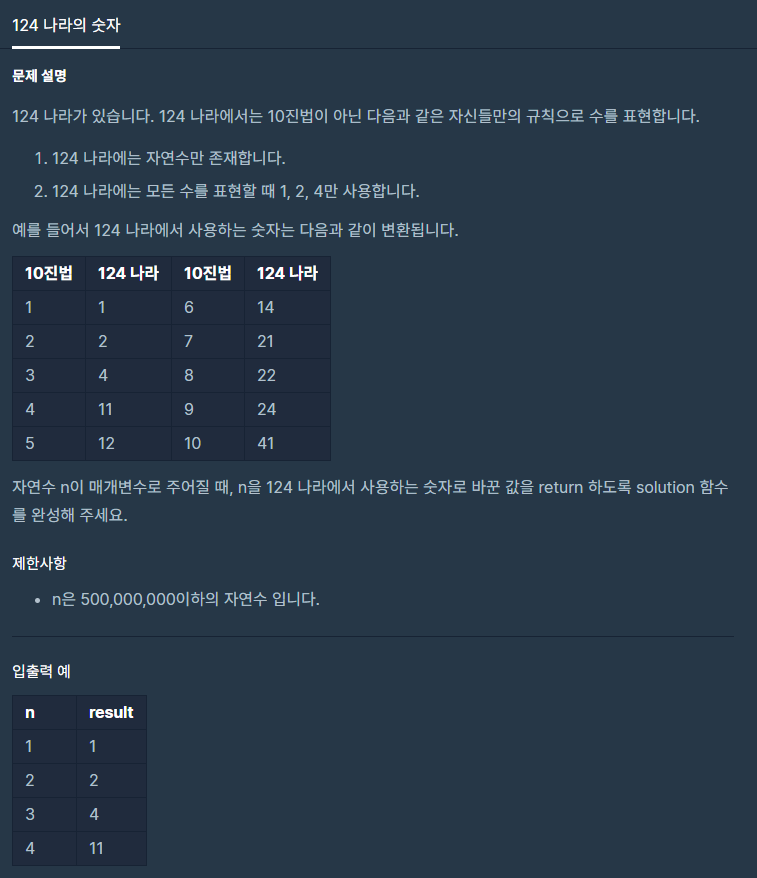 124 나라의 숫자
문제 설명
124 나라가 있습니다. 124 나라에서는 10진법이 아닌 다음과 같은 자신들만의 규칙으로 수를 표현합니다.
1. 124 나라에는 자연수만 존재합니다.
2. 124 나라에는 모든 수를 표현할 때 1, 2, 4만 사용합니다.
예를 들어서 124 나라에서 사용하는 숫자는 다음과 같이 변환됩니다.
10진법 124 나라 10진법 124 나라
1 1 6 14
2 2 7 21
3 4 8 22
4 11 9 24
5 12 10 41
자연수 n이 매개변수로 주어질 때, n을 124 나라에서 사용하는 숫자로 바꾼 값을 return 하도록 solution 함수
를 완성해 주세요.
제한사항
• n은 500,000,000이하의 자연수 입니다.
입출력 예
n result
1 1
2 2
3 4
4 11